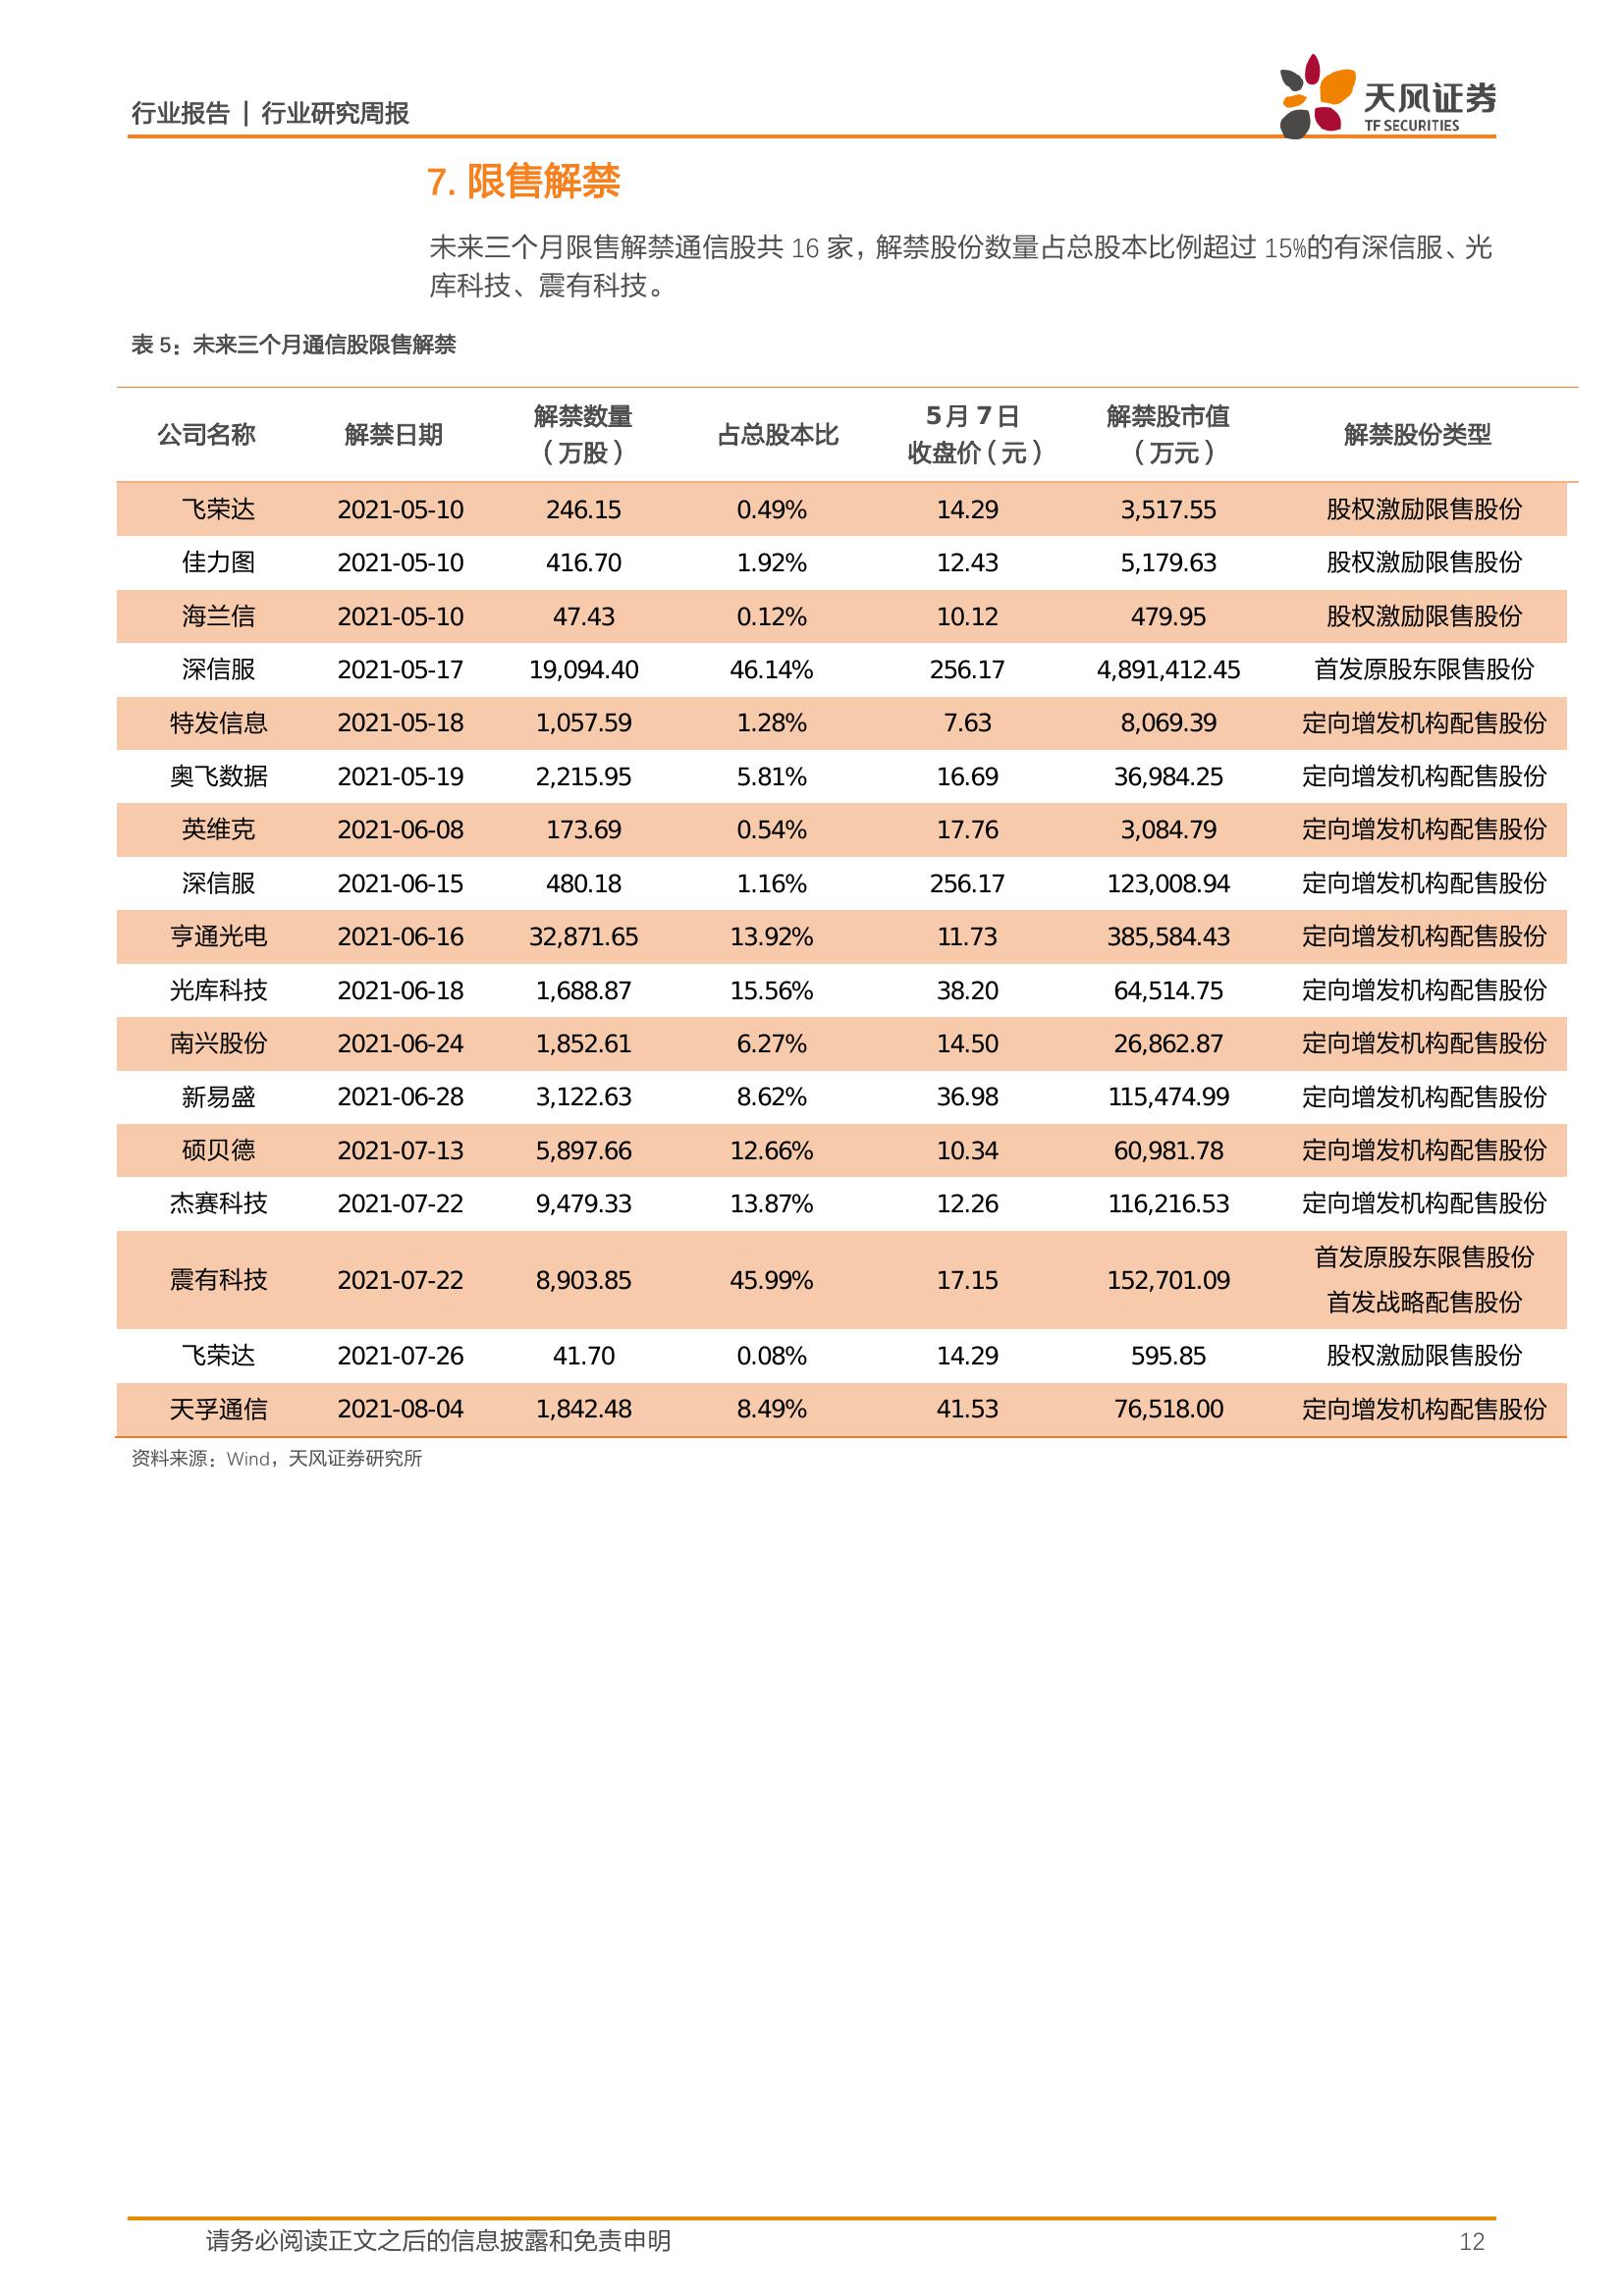 行业报告 | 行业研究周报
天风证券
TF SECURITIES
7. 限售解禁
未来三个月限售解禁通信股共 16 家，解禁股份数量占总股本比例超过 15%的有深信服、光
库科技、震有科技。
表 5：未来三个月通信股限售解禁
公司名称 解禁日期 解禁数量（万股） 占总股本比 5月 7日收盘价（元） 解禁股市值（万元） 解禁股份类型
飞荣达 2021-05-10 246.15 0.49% 14.29 3,517.55 股权激励限售股份
佳力图 2021-05-10 416.70 1.92% 12.43 5,179.63 股权激励限售股份
海兰信 2021-05-10 47.43 0.12% 10.12 479.95 股权激励限售股份
深信服 2021-05-17 19,094.40 46.14% 256.17 4,891,412.45 首发原股东限售股份
特发信息 2021-05-18 1,057.59 1.28% 7.63 8,069.39 定向增发机构配售股份
奥飞数据 2021-05-19 2,215.95 5.81% 16.69 36,984.25 定向增发机构配售股份
英维克 2021-06-08 173.69 0.54% 17.76 3,084.79 定向增发机构配售股份
深信服 2021-06-15 480.18 1.16% 256.17 123,008.94 定向增发机构配售股份
亨通光电 2021-06-16 32,871.65 13.92% 11.73 385,584.43 定向增发机构配售股份
光库科技 2021-06-18 1,688.87 15.56% 38.20 64,514.75 定向增发机构配售股份
南兴股份 2021-06-24 1,852.61 6.27% 14.50 26,862.87 定向增发机构配售股份
新易盛 2021-06-28 3,122.63 8.62% 36.98 115,474.99 定向增发机构配售股份
硕贝德 2021-07-13 5,897.66 12.66% 10.34 60,981.78 定向增发机构配售股份
杰赛科技 2021-07-22 9,479.33 13.87% 12.26 116,216.53 定向增发机构配售股份
震有科技 2021-07-22 8,903.85 45.99% 17.15 152,701.09 首发原股东限售股份
首发战略配售股份
飞荣达 2021-07-26 41.70 0.08% 14.29 595.85 股权激励限售股份
天孚通信 2021-08-04 1,842.48 8.49% 41.53 76,518.00 定向增发机构配售股份
资料来源：Wind，天风证券研究所
请务必阅读正文之后的信息披露和免责申明 12